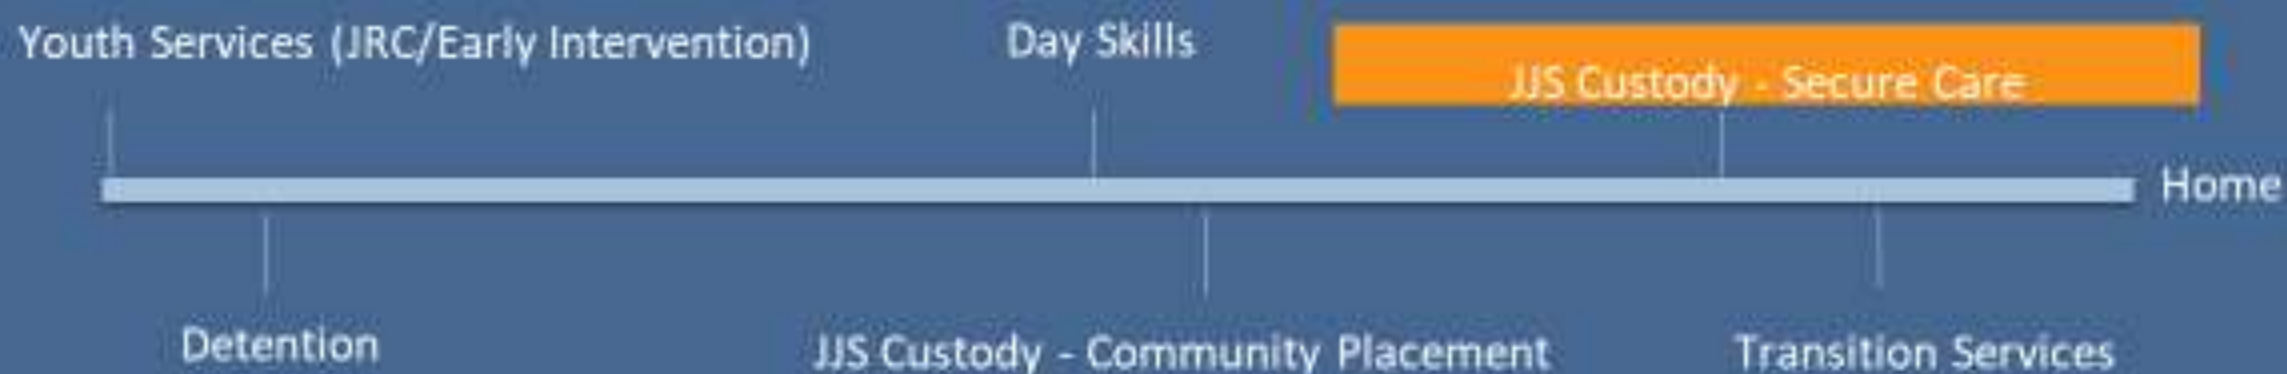 Youth Services (JRC/Early Intervention)
Day Skills
JJS Custody - Secure Care
Home
Detention
JJS Custody - Community Placement
Transition Services